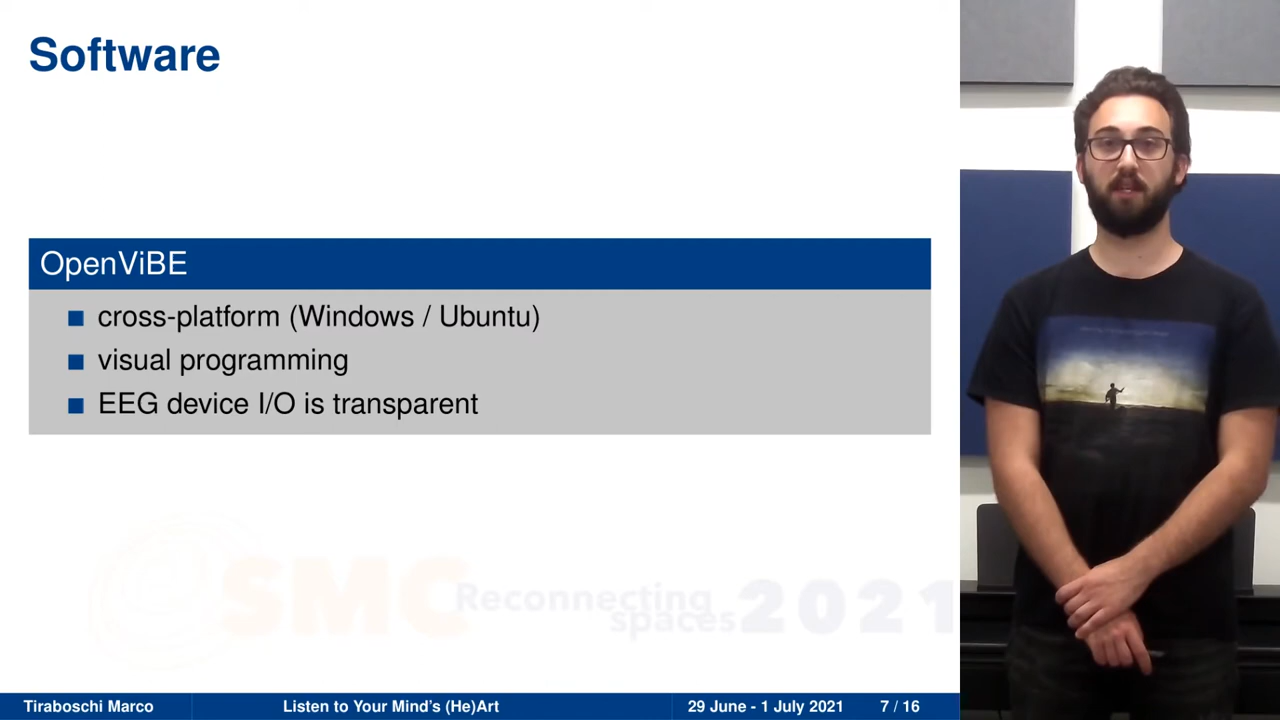 Software
OpenViBE
cross-platform (Windows / Ubuntu)
visual programming
EEG device I/O is transparent
SMC Reconnecting spaces 2021
Tiraboschi Marco
Listen to Your Mind's (He)Art
29 June - 1 July 2021
7 / 16